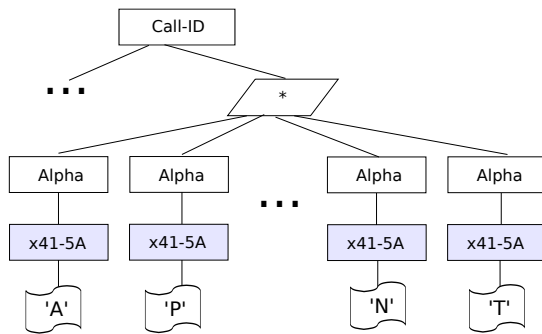 Call-ID
...
*
Alpha Alpha ... Alpha Alpha
x41-5A x41-5A x41-5A x41-5A
'A' 'P' 'N' 'T'